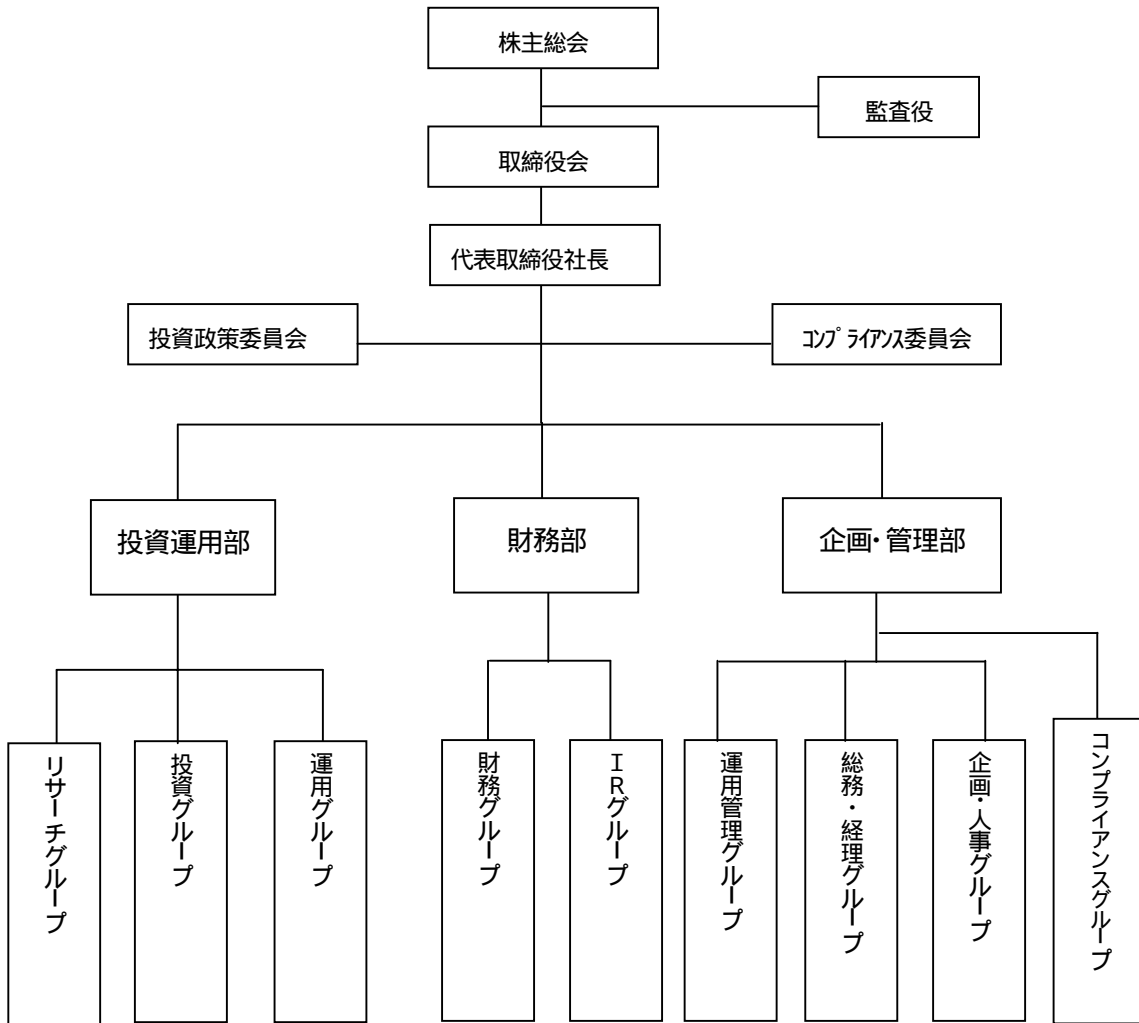 株主総会
監査役
取締役会
代表取締役社長
投資政策委員会
ｺﾝﾌﾟﾗｲｱﾝｽ委員会
投資運用部
財務部
企画・管理部
リサーチグループ
投資グループ
運用グループ
財務グループ
ＩＲグループ
運用管理グループ
総務・経理グループ
企画・人事グループ
コンプライアンスグループ